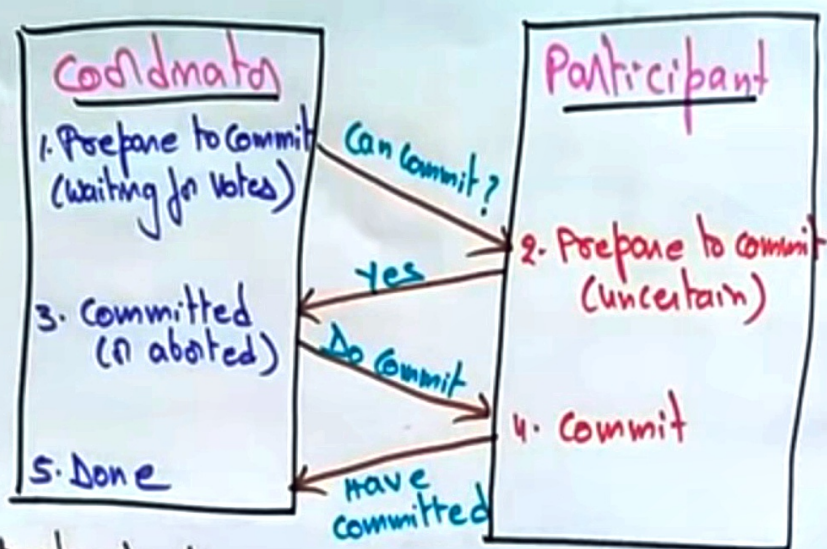 Coordinator
1. Prepare to Commit
(Waiting for Votes)
Can Commit?
2. Prepare to commit
(Uncertain)
Yes
3. Committed
(or aborted)
Do Commit
4. Commit
5. Done
Have
committed
Participant